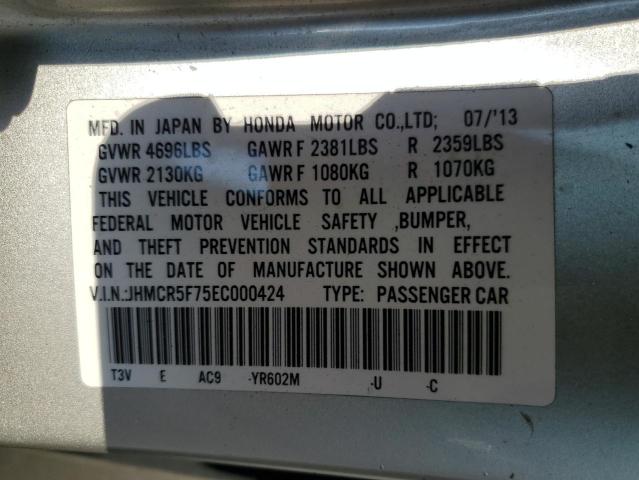 MFD. IN JAPAN BY HONDA MOTOR CO.,LTD; 07/'13
GVWR 4696LBS GAWR F 2381LBS R 2359LBS
GVWR 2130KG GAWR F 1080KG R 1070KG
THIS VEHICLE CONFORMS TO ALL APPLICABLE
FEDERAL MOTOR VEHICLE SAFETY ,BUMPER,
AND THEFT PREVENTION STANDARDS IN EFFECT
ON THE DATE OF MANUFACTURE SHOWN ABOVE.
V.I.N.:JHMCR5F75EC000424 TYPE: PASSENGER CAR
T3V E AC9 -YR602M -U -C